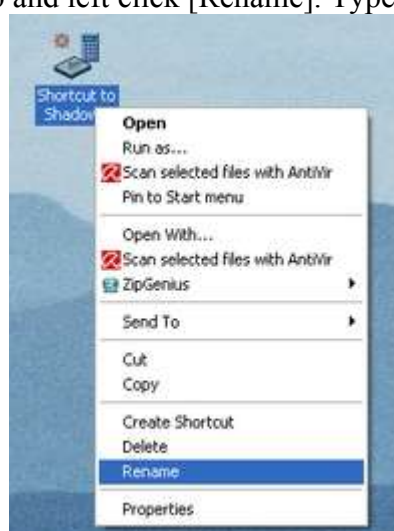 and left click [Rename]. Type
Shortcut to
Shadow
Open
Run as...
Scan selected files with AntiVir
Pin to Start menu
Open With...
Scan selected files with AntiVir
ZipGenius
Send To
Cut
Copy
Create Shortcut
Delete
Rename
Properties